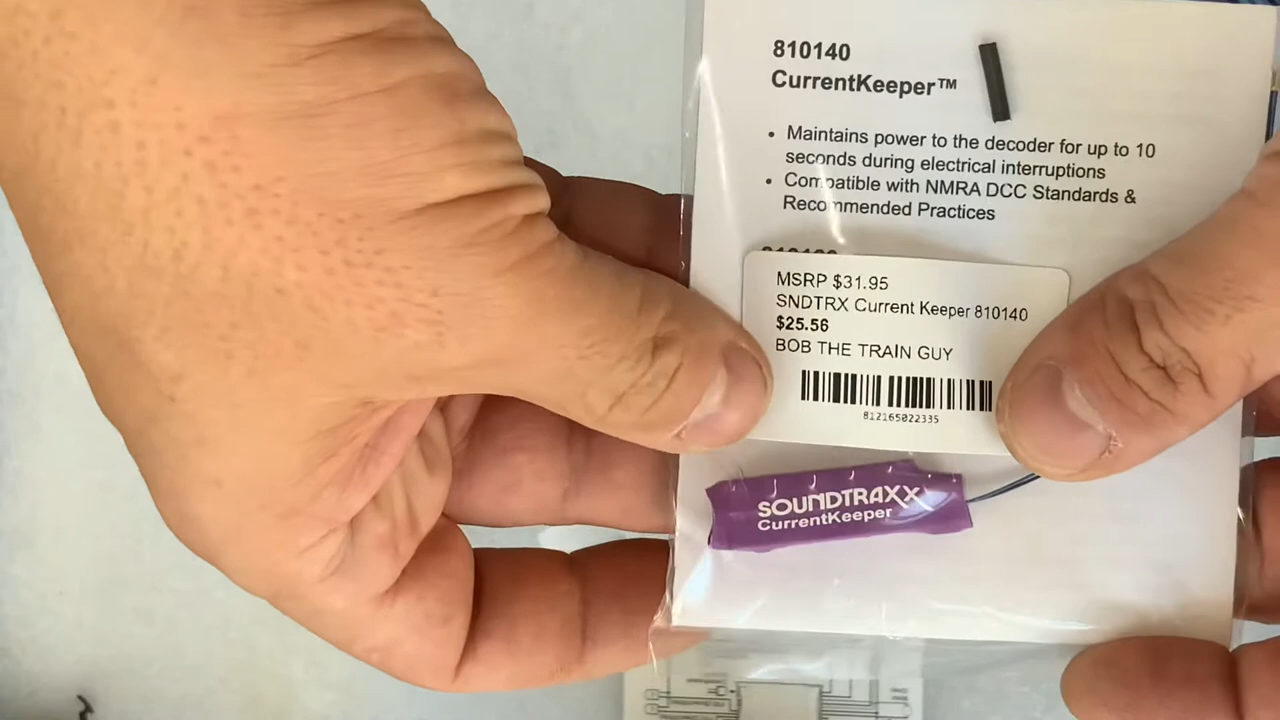 810140
CurrentKeeper™
• Maintains power to the decoder for up to 10
seconds during electrical interruptions
• Compatible with NMRA DCC Standards &
Recommended Practices
MSRP $31.95
SNDTRX Current Keeper 810140
$25.56
BOB THE TRAIN GUY
812165022335
SOUNDTRAXX
CurrentKeeper